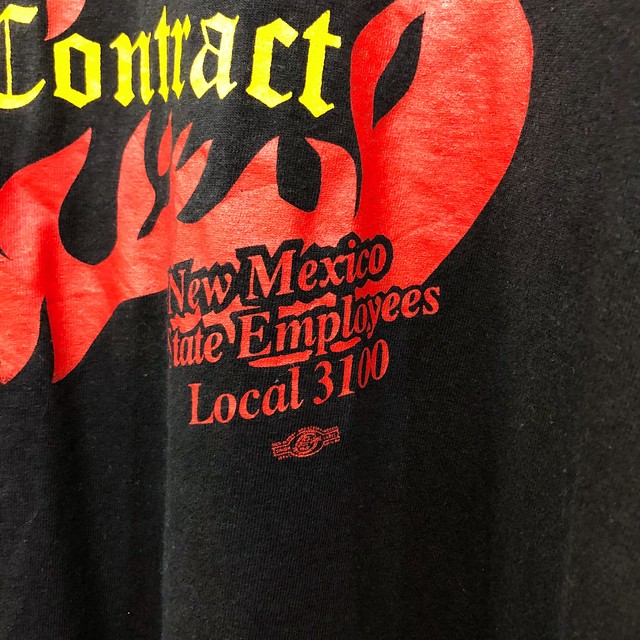 Contract
New Mexico
State Employees
Local 3100